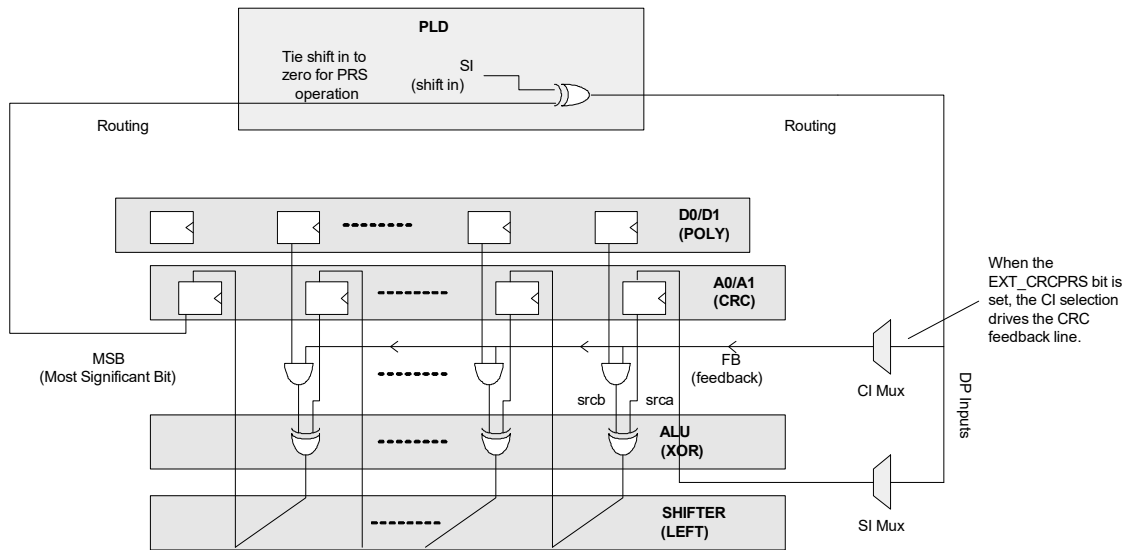 PLD
Tie shift in to
zero for PRS
operation
SI
(shift in)
Routing
Routing
D0/D1
(POLY)
A0/A1
(CRC)
When the
EXT_CRCPRS bit is
set, the CI selection
drives the CRC
feedback line.
MSB
(Most Significant Bit)
FB
(feedback)
CI Mux
DP Inputs
srcb
srca
ALU
(XOR)
SHIFTER
(LEFT)
SI Mux